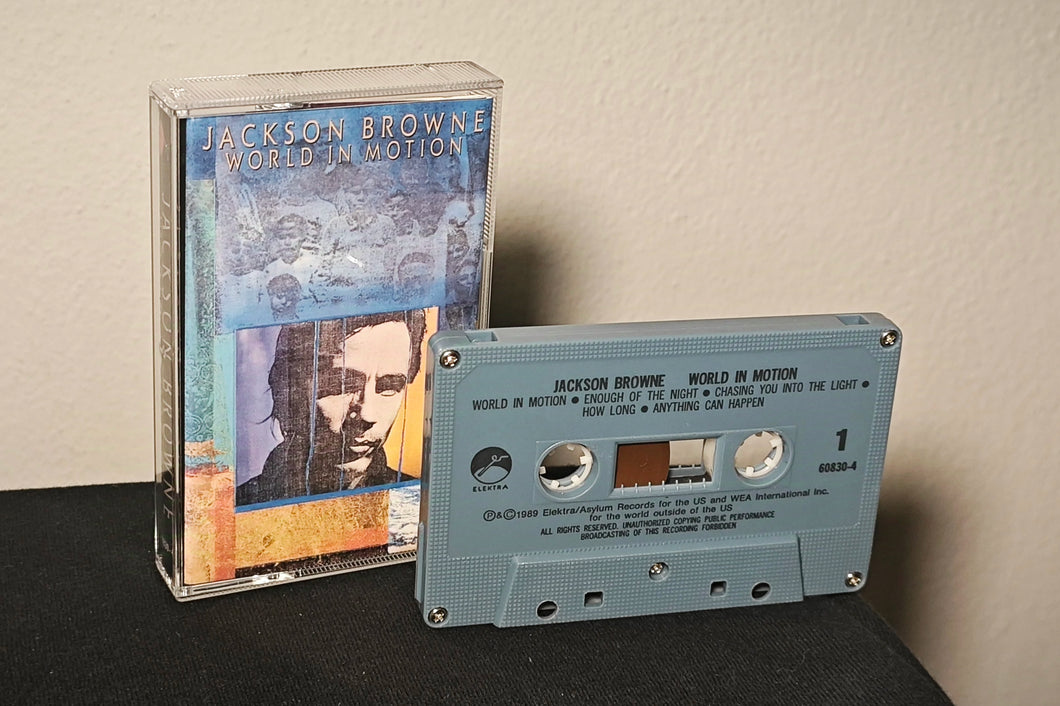 JACKSON BROWNE
WORLD IN MOTION
JACKSON BROWNE
JACKSON BROWNE WORLD IN MOTION
WORLD IN MOTION ● ENOUGH OF THE NIGHT ● CHASING YOU INTO THE LIGHT ●
HOW LONG ● ANYTHING CAN HAPPEN
1
60830-4
ELEKTRA
Ⓟ&©1989 Elektra/Asylum Records for the US and WEA International Inc.
for the world outside of the US
ALL RIGHTS RESERVED. UNAUTHORIZED COPYING PUBLIC PERFORMANCE
BROADCASTING OF THIS RECORDING FORBIDDEN